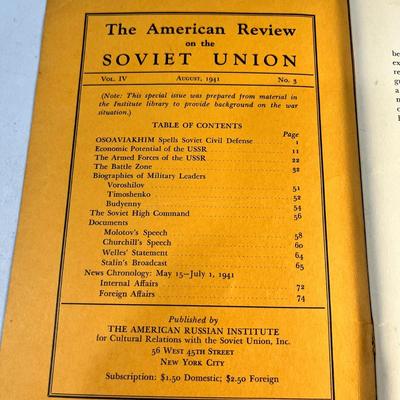 The American Review
on the
SOVIET UNION
VOL. IV AUGUST, 1941 No. 3
(Note: This special issue was prepared from material in
the Institute library to provide background on the war
situation.)
TABLE OF CONTENTS
Page
OSOAVIAKHIM Spells Soviet Civil Defense 1
Economic Potential of the USSR 11
The Armed Forces of the USSR 22
The Battle Zone 32
Biographies of Military Leaders
Voroshilov 51
Timoshenko 52
Budyenny 54
The Soviet High Command 56
Documents
Molotov's Speech 58
Churchill's Speech 60
Welles' Statement 64
Stalin's Broadcast 65
News Chronology: May 15—July 1, 1941
Internal Affairs 72
Foreign Affairs 74
Published by
THE AMERICAN RUSSIAN INSTITUTE
for Cultural Relations with the Soviet Union, Inc.
56 WEST 45TH STREET
NEW YORK CITY
Subscription: $1.50 Domestic; $2.50 Foreign